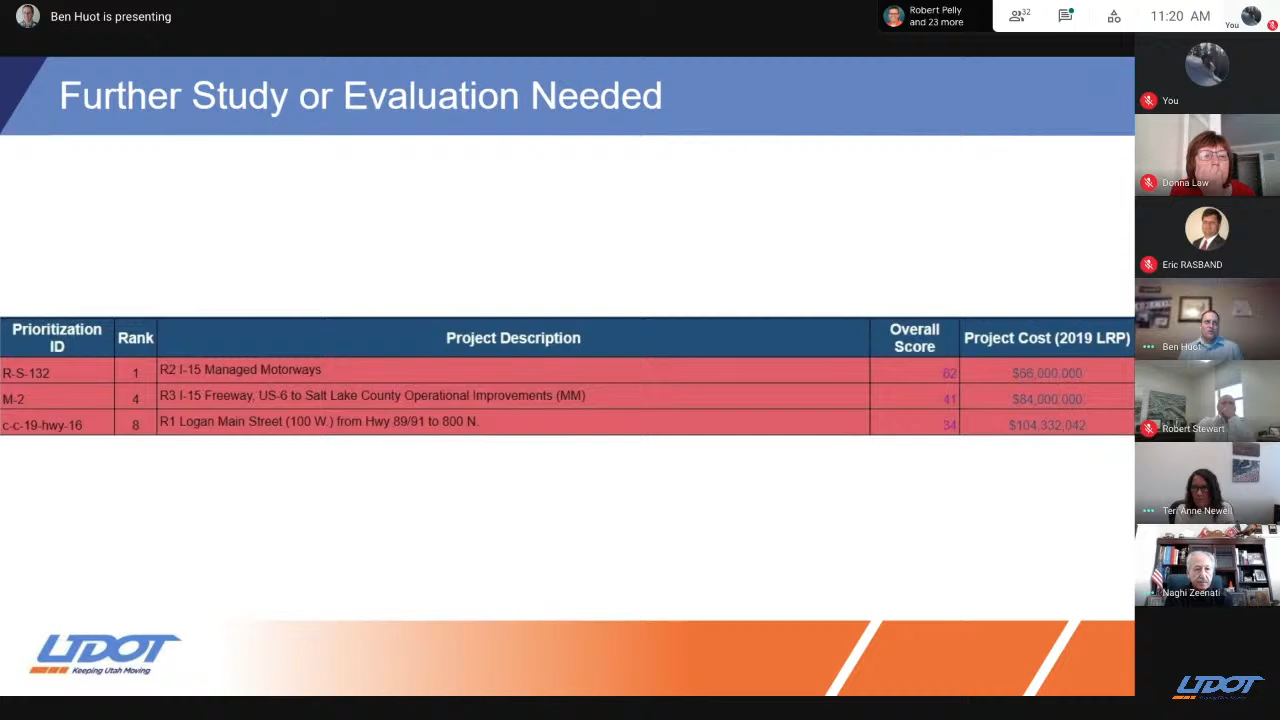 Ben Huot is presenting
Robert Pelly
and 23 more
32
11:20 AM
You
Further Study or Evaluation Needed
You
Donna Law
Eric RASBAND
Ben Huot
Robert Stewart
Teri Anne Newell
Naghi Zeenati
Prioritization ID Rank Project Description Overall Score Project Cost (2019 LRP)
R-S-132 1 R2 I-15 Managed Motorways 62 $66,000,000
M-2 4 R3 I-15 Freeway, US-6 to Salt Lake County Operational Improvements (MM) 41 $84,000,000
c-c-19-hwy-16 8 R1 Logan Main Street (100 W.) from Hwy 89/91 to 800 N. 34 $104,332,042
UDOT
Keeping Utah Moving
UDOT